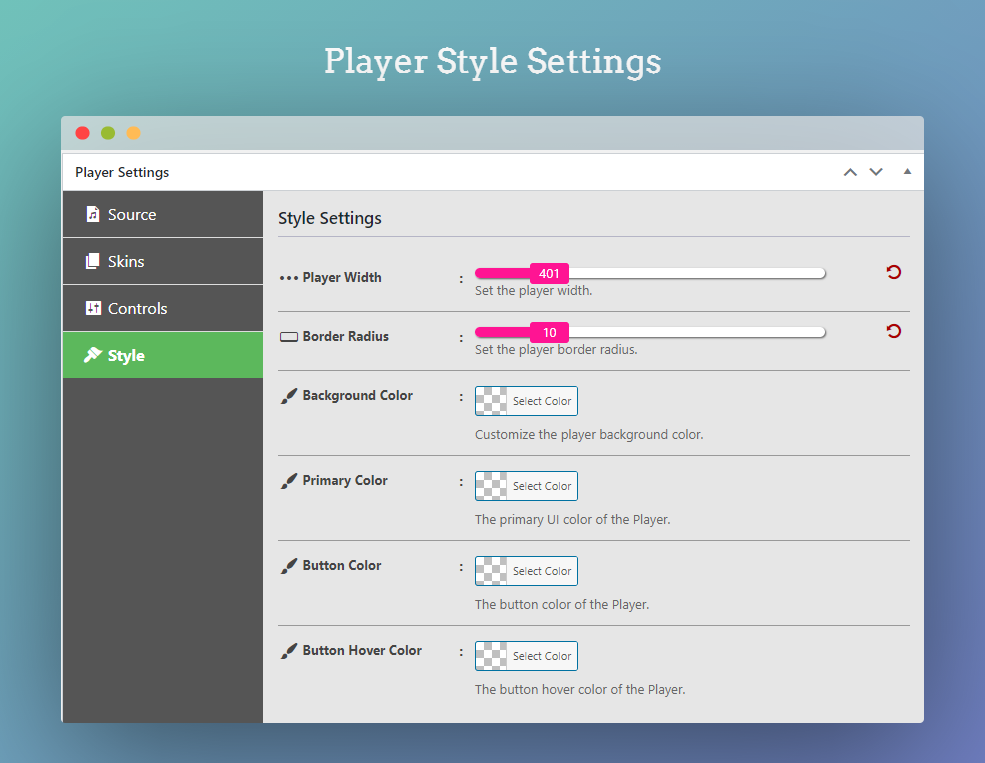 Player Style Settings
Player Settings
Source
Skins
Controls
Style
Style Settings
Player Width : 401
Set the player width.
Border Radius : 10
Set the player border radius.
Background Color : Select Color
Customize the player background color.
Primary Color : Select Color
The primary UI color of the Player.
Button Color : Select Color
The button color of the Player.
Button Hover Color : Select Color
The button hover color of the Player.